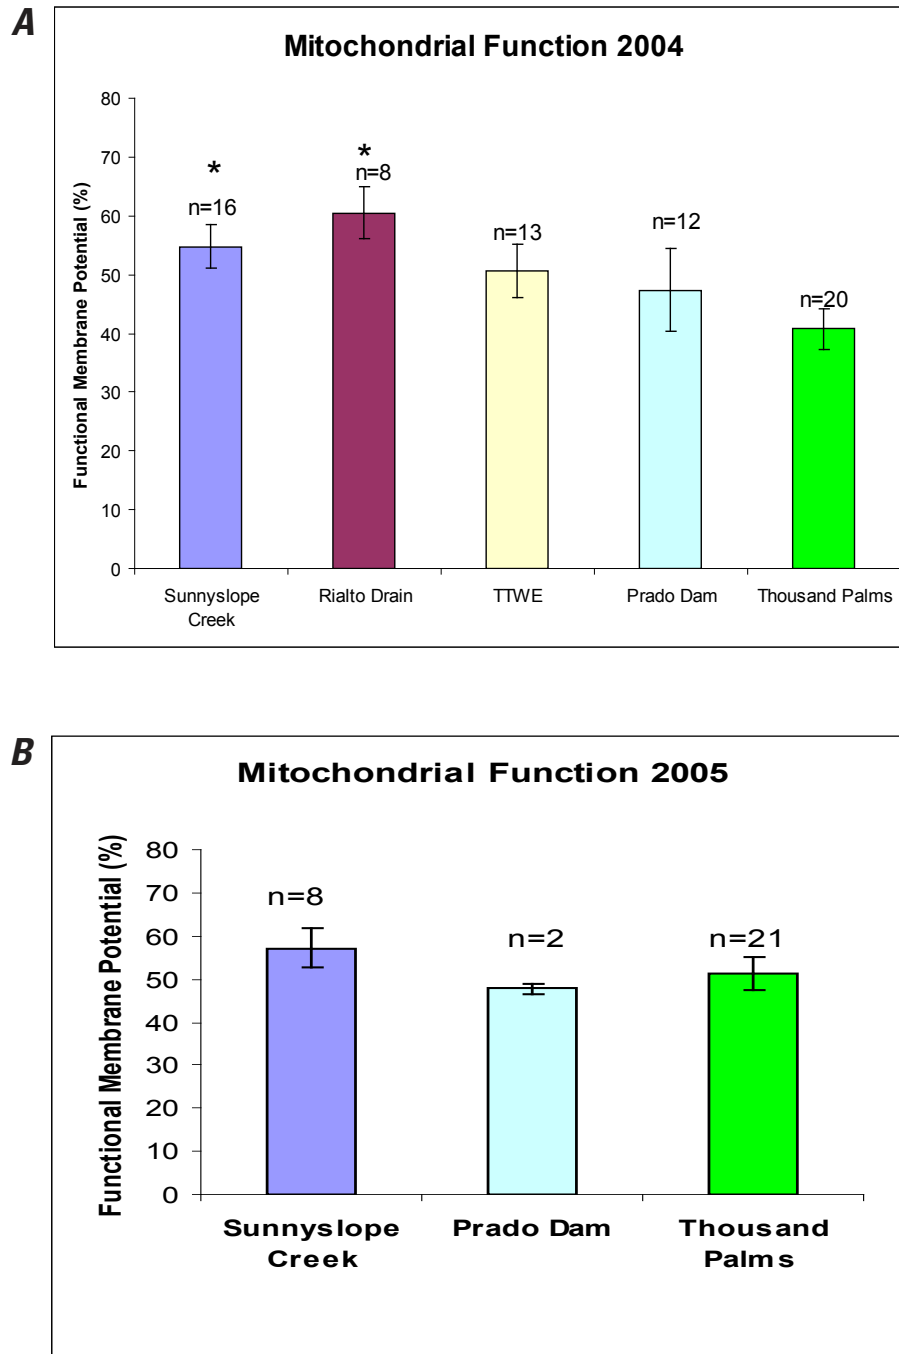 A
Mitochondrial Function 2004
Functional Membrane Potential (%)
80
70
60
50
40
30
20
10
0
*
*
n=16
n=8
n=13
n=12
n=20
Sunnyslope
Creek
Rialto Drain
TTWE
Prado Dam
Thousand Palms
B
Mitochondrial Function 2005
Functional Membrane Potential (%)
80
70
60
50
40
30
20
10
0
n=8
n=2
n=21
Sunnyslope
Creek
Prado Dam
Thousand
Palms